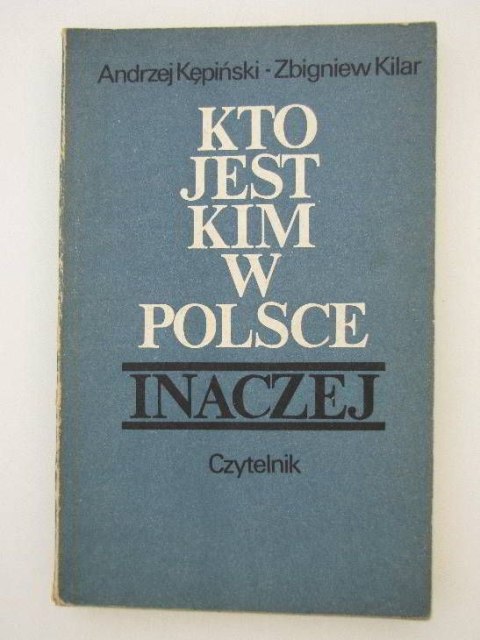 Andrzej Kępiński · Zbigniew Kilar
KTO
JEST
KIM
W
POLSCE
INACZEJ
Czytelnik